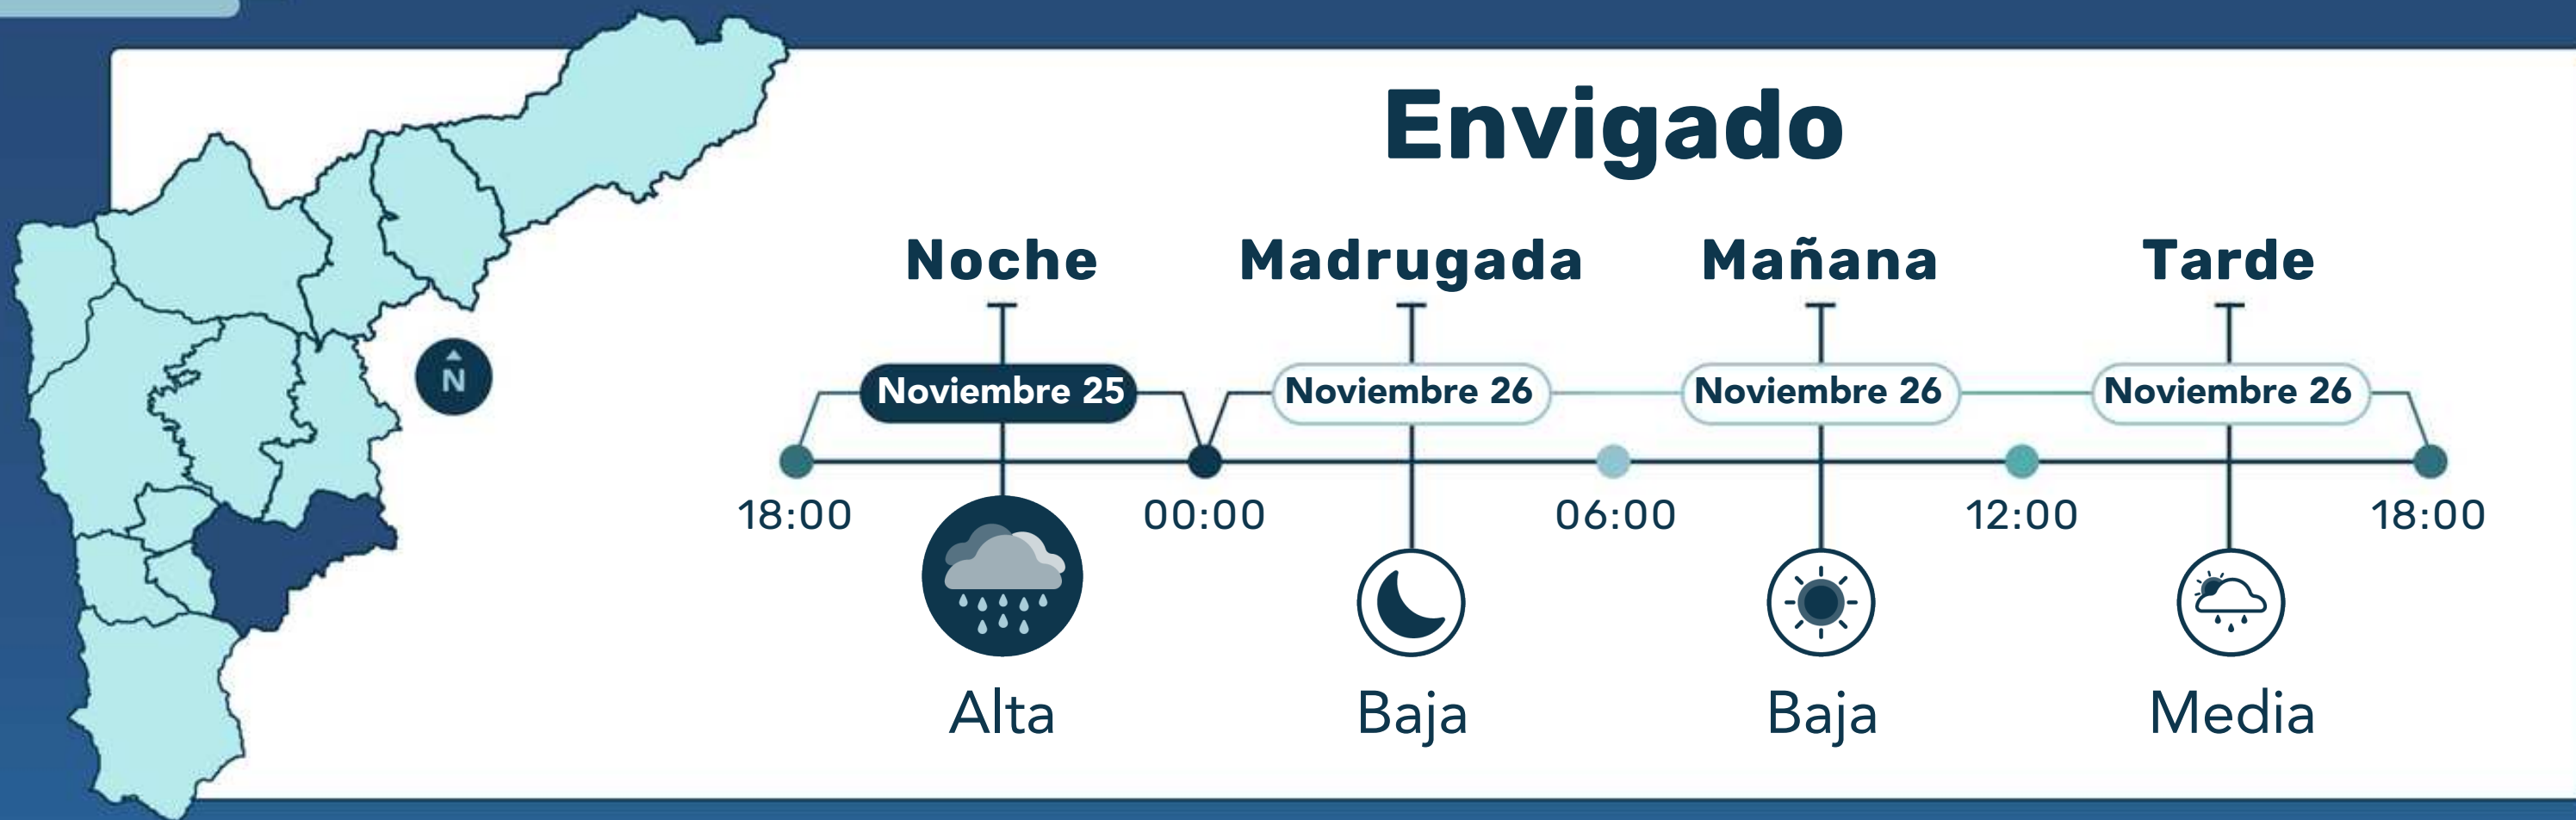 Envigado
Noche Madrugada Mañana Tarde
Noviembre 25 Noviembre 26 Noviembre 26 Noviembre 26
N
18:00 00:00 06:00 12:00 18:00
Alta Baja Baja Media